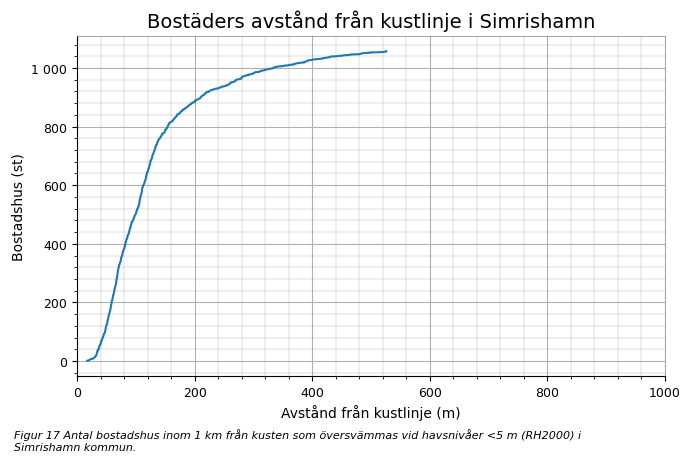 Bostäders avstånd från kustlinje i Simrishamn
Bostadshus (st)
1 000
800
600
400
200
0
0 200 400 600 800 1000
Avstånd från kustlinje (m)
Figur 17 Antal bostadshus inom 1 km från kusten som översvämmas vid havsnivåer <5 m (RH2000) i
Simrishamn kommun.